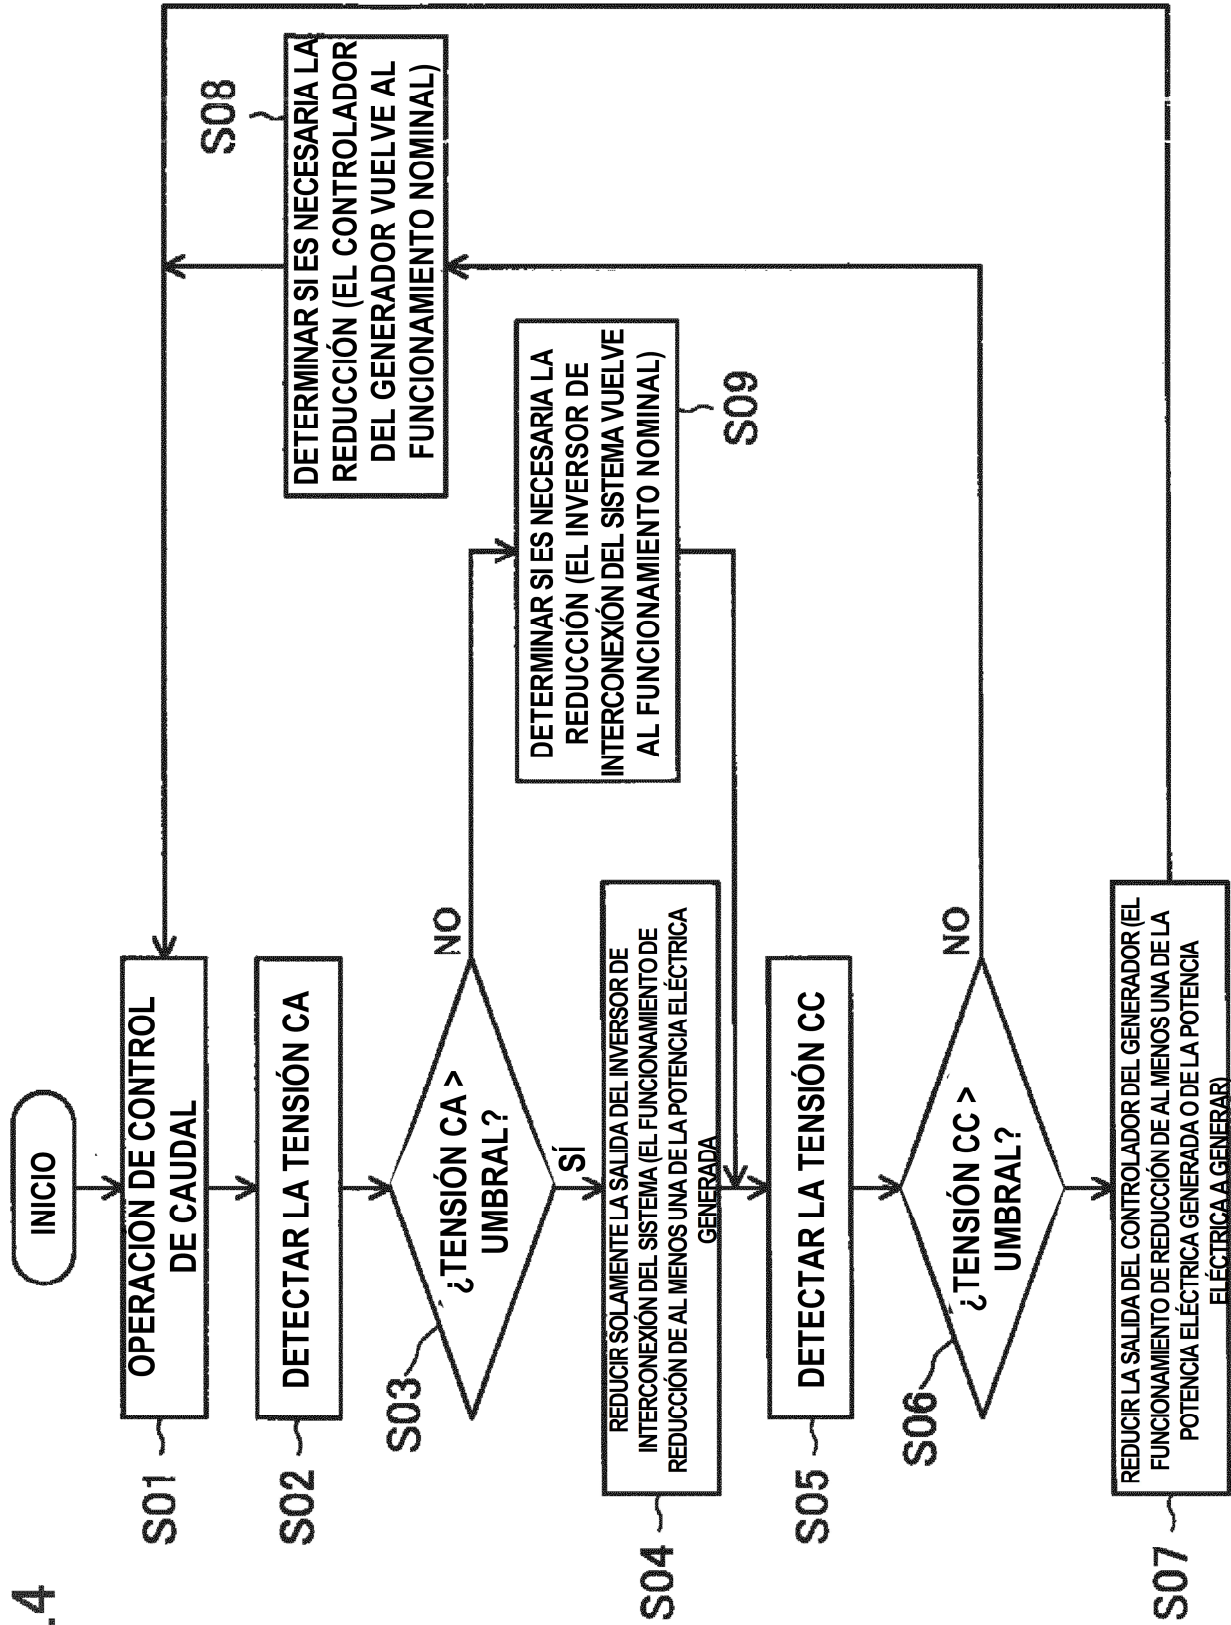 .4
INICIO
S01
OPERACIÓN DE CONTROL
DE CAUDAL
S02
DETECTAR LA TENSIÓN CA
S03
¿TENSIÓN CA >
UMBRAL?
NO
SÍ
S04
REDUCIR SOLAMENTE LA SALIDA DEL INVERSOR DE
INTERCONEXIÓN DEL SISTEMA (EL FUNCIONAMIENTO DE
REDUCCIÓN DE AL MENOS UNA DE LA POTENCIA ELÉCTRICA
GENERADA
S05
DETECTAR LA TENSIÓN CC
S06
¿TENSIÓN CC >
UMBRAL?
NO
S07
REDUCIR LA SALIDA DEL CONTROLADOR DEL GENERADOR (EL
FUNCIONAMIENTO DE REDUCCIÓN DE AL MENOS UNA DE LA
POTENCIA ELÉCTRICA GENERADA O DE LA POTENCIA
ELÉCTRICA A GENERAR)
DETERMINAR SI ES NECESARIA LA
REDUCCIÓN (EL INVERSOR DE
INTERCONEXIÓN DEL SISTEMA VUELVE
AL FUNCIONAMIENTO NOMINAL)
S09
S08
DETERMINAR SI ES NECESARIA LA
REDUCCIÓN (EL CONTROLADOR
DEL GENERADOR VUELVE AL
FUNCIONAMIENTO NOMINAL)